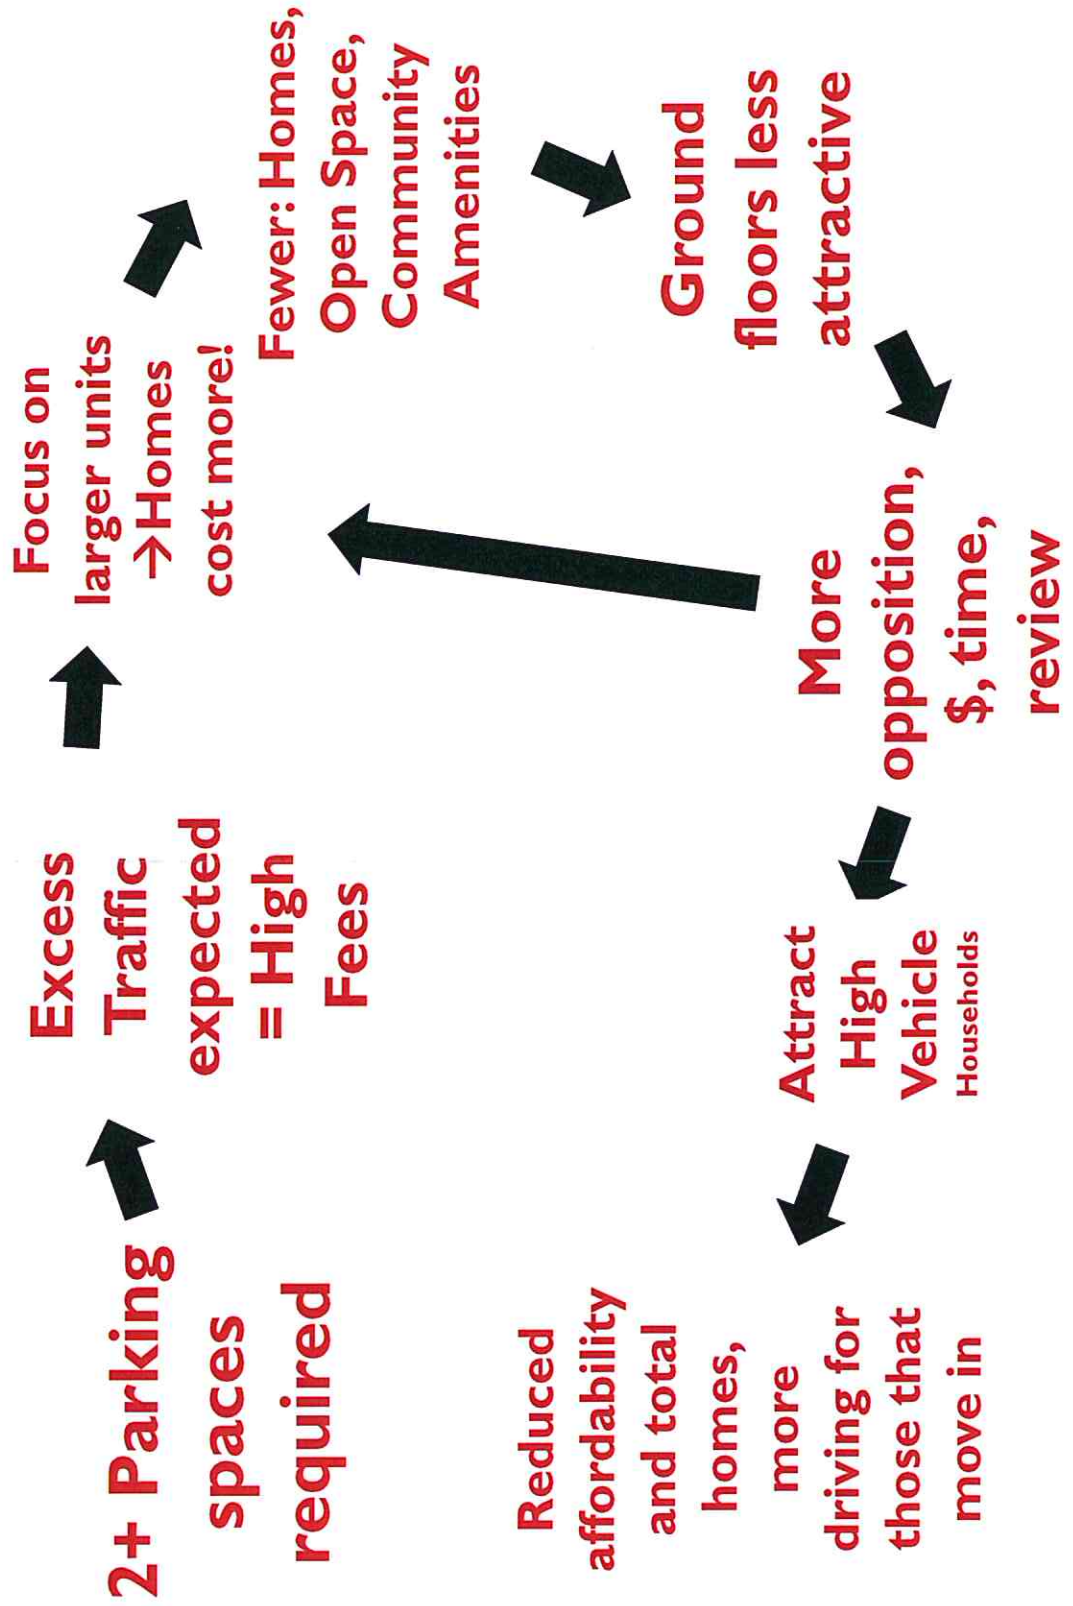 2+ Parking
spaces
required
Excess
Traffic
expected
= High
Fees
Focus on
larger units
→Homes
cost more!
Fewer: Homes,
Open Space,
Community
Amenities
Ground
floors less
attractive
More
opposition,
$, time,
review
Attract
High
Vehicle
Households
Reduced
affordability
and total
homes,
more
driving for
those that
move in